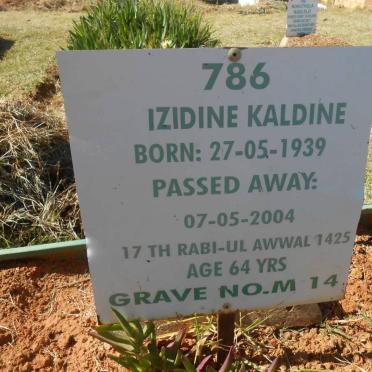 786
IZIDINE KALDINE
BORN: 27-05-1939
PASSED AWAY:
07-05-2004
17 TH RABI-UL AWWAL 1425
AGE 64 YRS
GRAVE NO.M 14